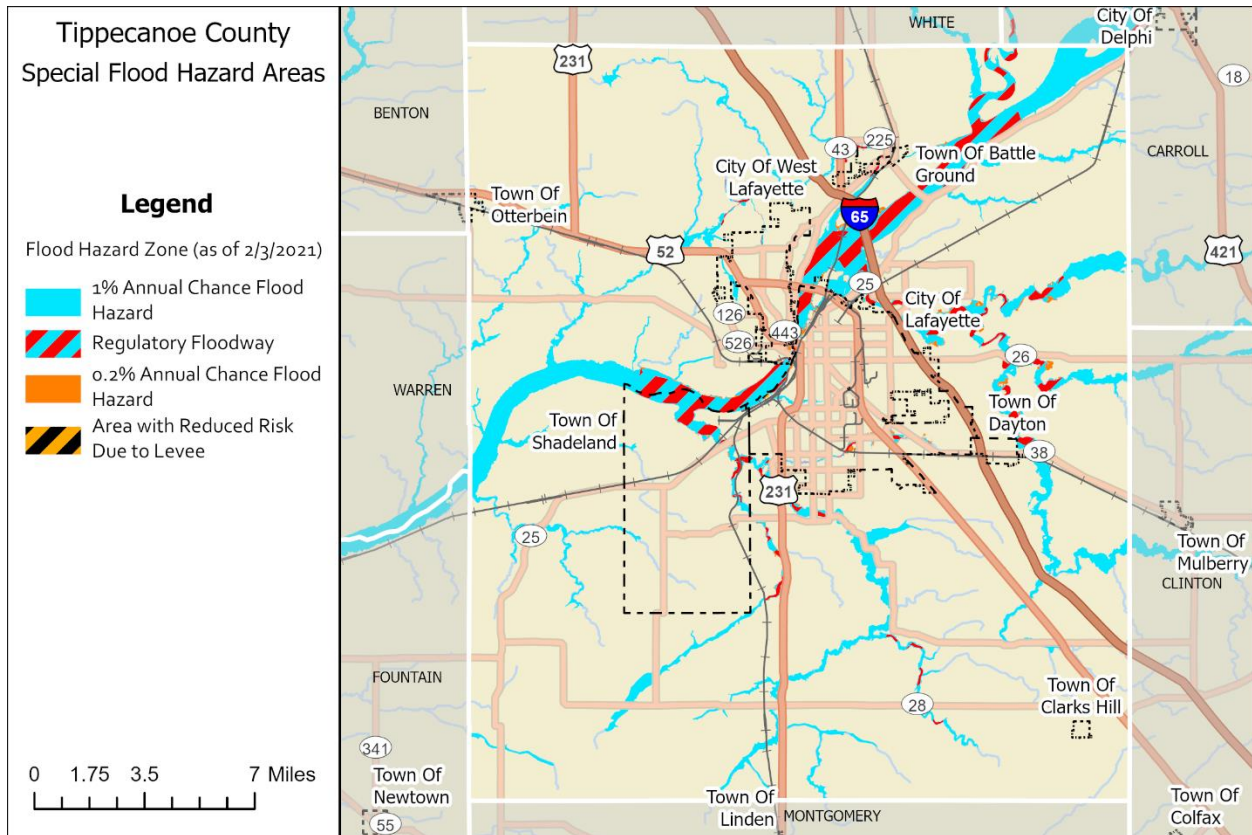 Tippecanoe County
Special Flood Hazard Areas
Legend
Flood Hazard Zone (as of 2/3/2021)
1% Annual Chance Flood
Hazard
Regulatory Floodway
0.2% Annual Chance Flood
Hazard
Area with Reduced Risk
Due to Levee
0 1.75 3.5 7 Miles
WHITE
City Of
Delphi
231
18
BENTON
43
225
CARROLL
City Of West
Lafayette
Town Of Battle
Ground
Town Of
Otterbein
65
52
421
25
126
City Of
Lafayette
443
526
26
WARREN
Town Of
Shadeland
Town Of
Dayton
38
231
25
Town Of
Mulberry
CLINTON
FOUNTAIN
Town Of
Clarks Hill
28
341
Town Of
Newtown
55
Town Of
Linden
MONTGOMERY
Town Of
Colfax